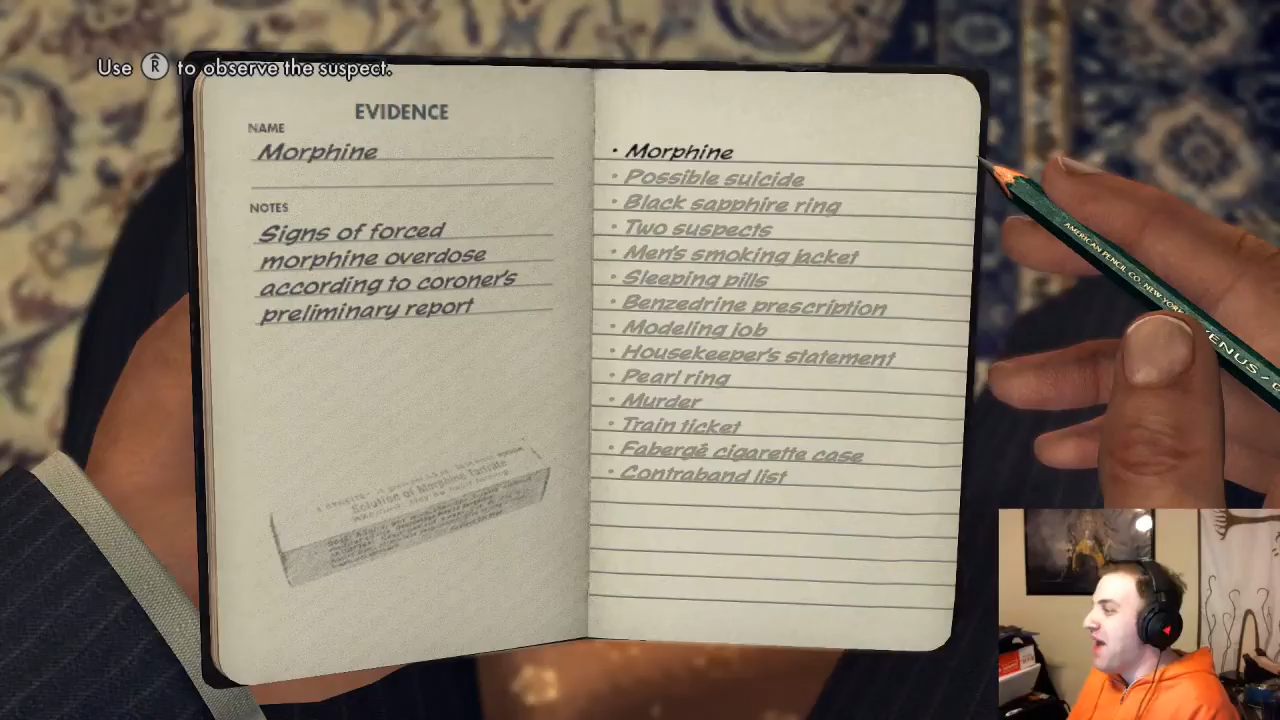 Use R to observe the suspect.
EVIDENCE
NAME
Morphine
NOTES
Signs of forced
morphine overdose
according to coroner's
preliminary report
Solution of Morphine Tartrate
· Morphine
· Possible suicide
· Black sapphire ring
· Two suspects
· Men's smoking jacket
· Sleeping pills
· Benzedrine prescription
· Modeling job
· Housekeeper's statement
· Pearl ring
· Murder
· Train ticket
· Fabergé cigarette case
· Contraband list
AMERICAN PENCIL CO. NEW YORK
VENUS